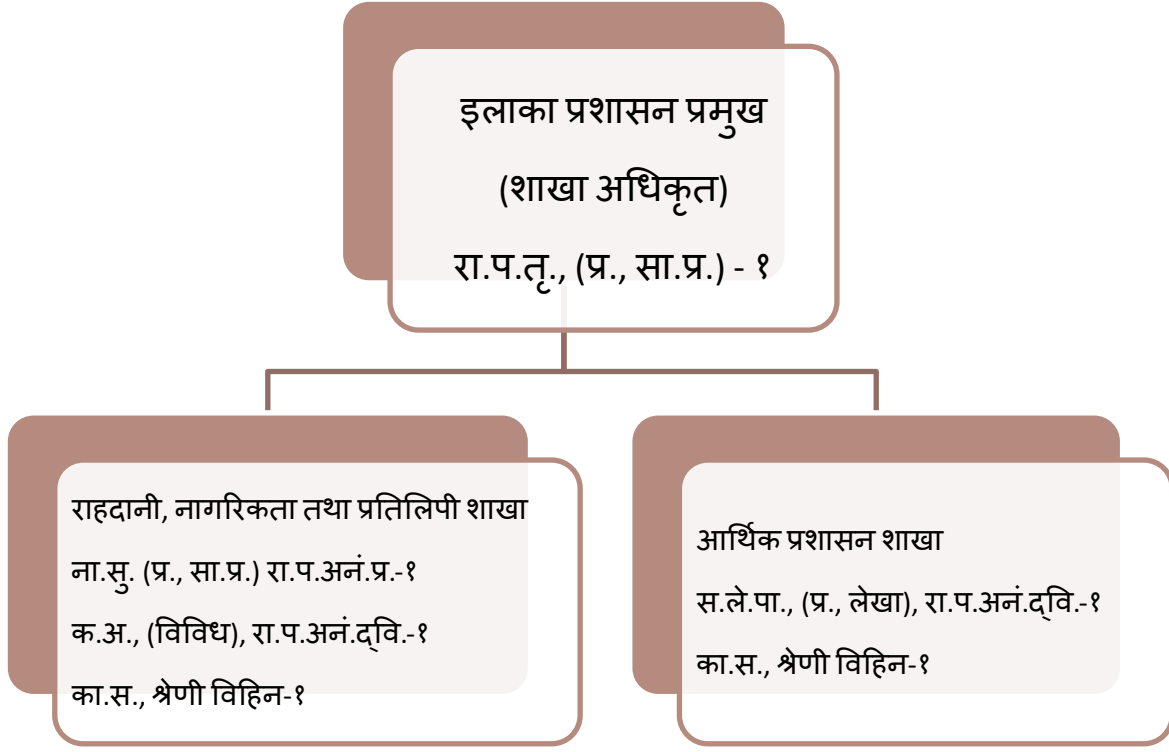 इलाका प्रशासन प्रमुख
(शाखा अधिकृत)
रा.प.तृ., (प्र., सा.प्र.) - १
राहदानी, नागरिकता तथा प्रतिलिपी शाखा
ना.सु. (प्र., सा.प्र.) रा.प.अनं.प्र.-१
क.अ., (विविध), रा.प.अनं.द्वि.-१
का.स., श्रेणी विहिन-१
आर्थिक प्रशासन शाखा
स.ले.पा., (प्र., लेखा), रा.प.अनं.द्वि.-१
का.स., श्रेणी विहिन-१